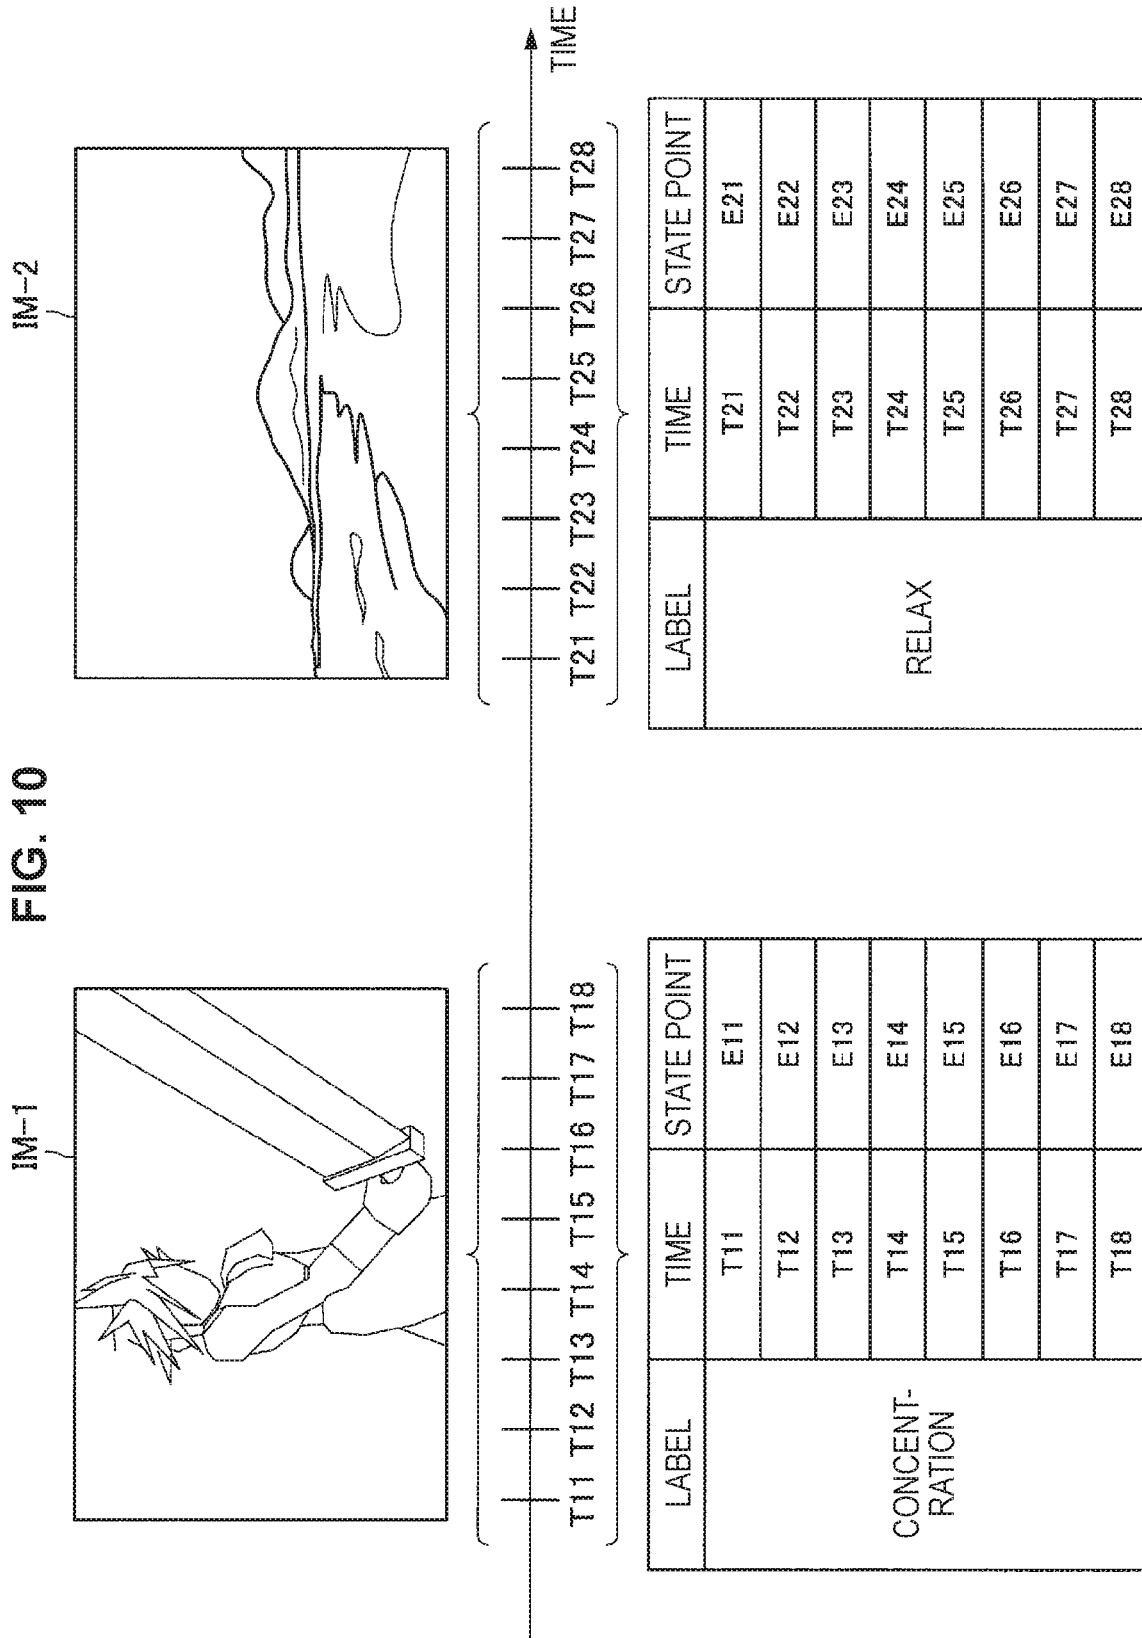 FIG. 10
IM-1
IM-2
T11 T12 T13 T14 T15 T16 T17 T18
T21 T22 T23 T24 T25 T26 T27 T28
TIME
LABEL TIME STATE POINT
CONCENT-
RATION
T11 E11
T12 E12
T13 E13
T14 E14
T15 E15
T16 E16
T17 E17
T18 E18
LABEL TIME STATE POINT
RELAX
T21 E21
T22 E22
T23 E23
T24 E24
T25 E25
T26 E26
T27 E27
T28 E28